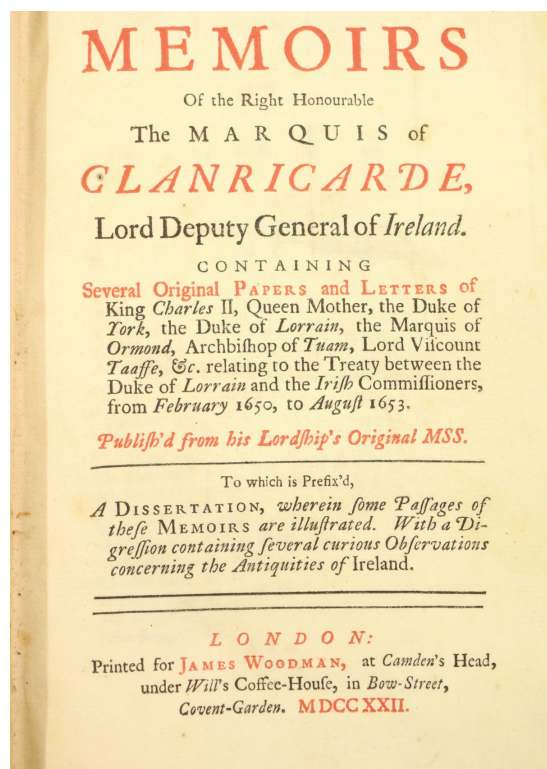 MEMOIRS
Of the Right Honourable
The MARQUIS of
CLANRICARDE,
Lord Deputy General of Ireland.
CONTAINING
Several Original PAPERS and LETTERS of
King Charles II, Queen Mother, the Duke of
York, the Duke of Lorrain, the Marquis of
Ormond, Archbiſhop of Tuam, Lord Viſcount
Taaffe, &c. relating to the Treaty between the
Duke of Lorrain and the Iriſh Commiſſioners,
from February 1650, to Auguſt 1653.
Publiſh'd from his Lordſhip's Original MSS.
To which is Prefix'd,
A DISSERTATION, wherein ſome Paſſages of
theſe MEMOIRS are illuſtrated. With a Di-
greſſion containing ſeveral curious Obſervations
concerning the Antiquities of Ireland.
LONDON:
Printed for JAMES WOODMAN, at Camden's Head,
under Will's Coffee-Houſe, in Bow-Street,
Covent-Garden. MDCCXXII.